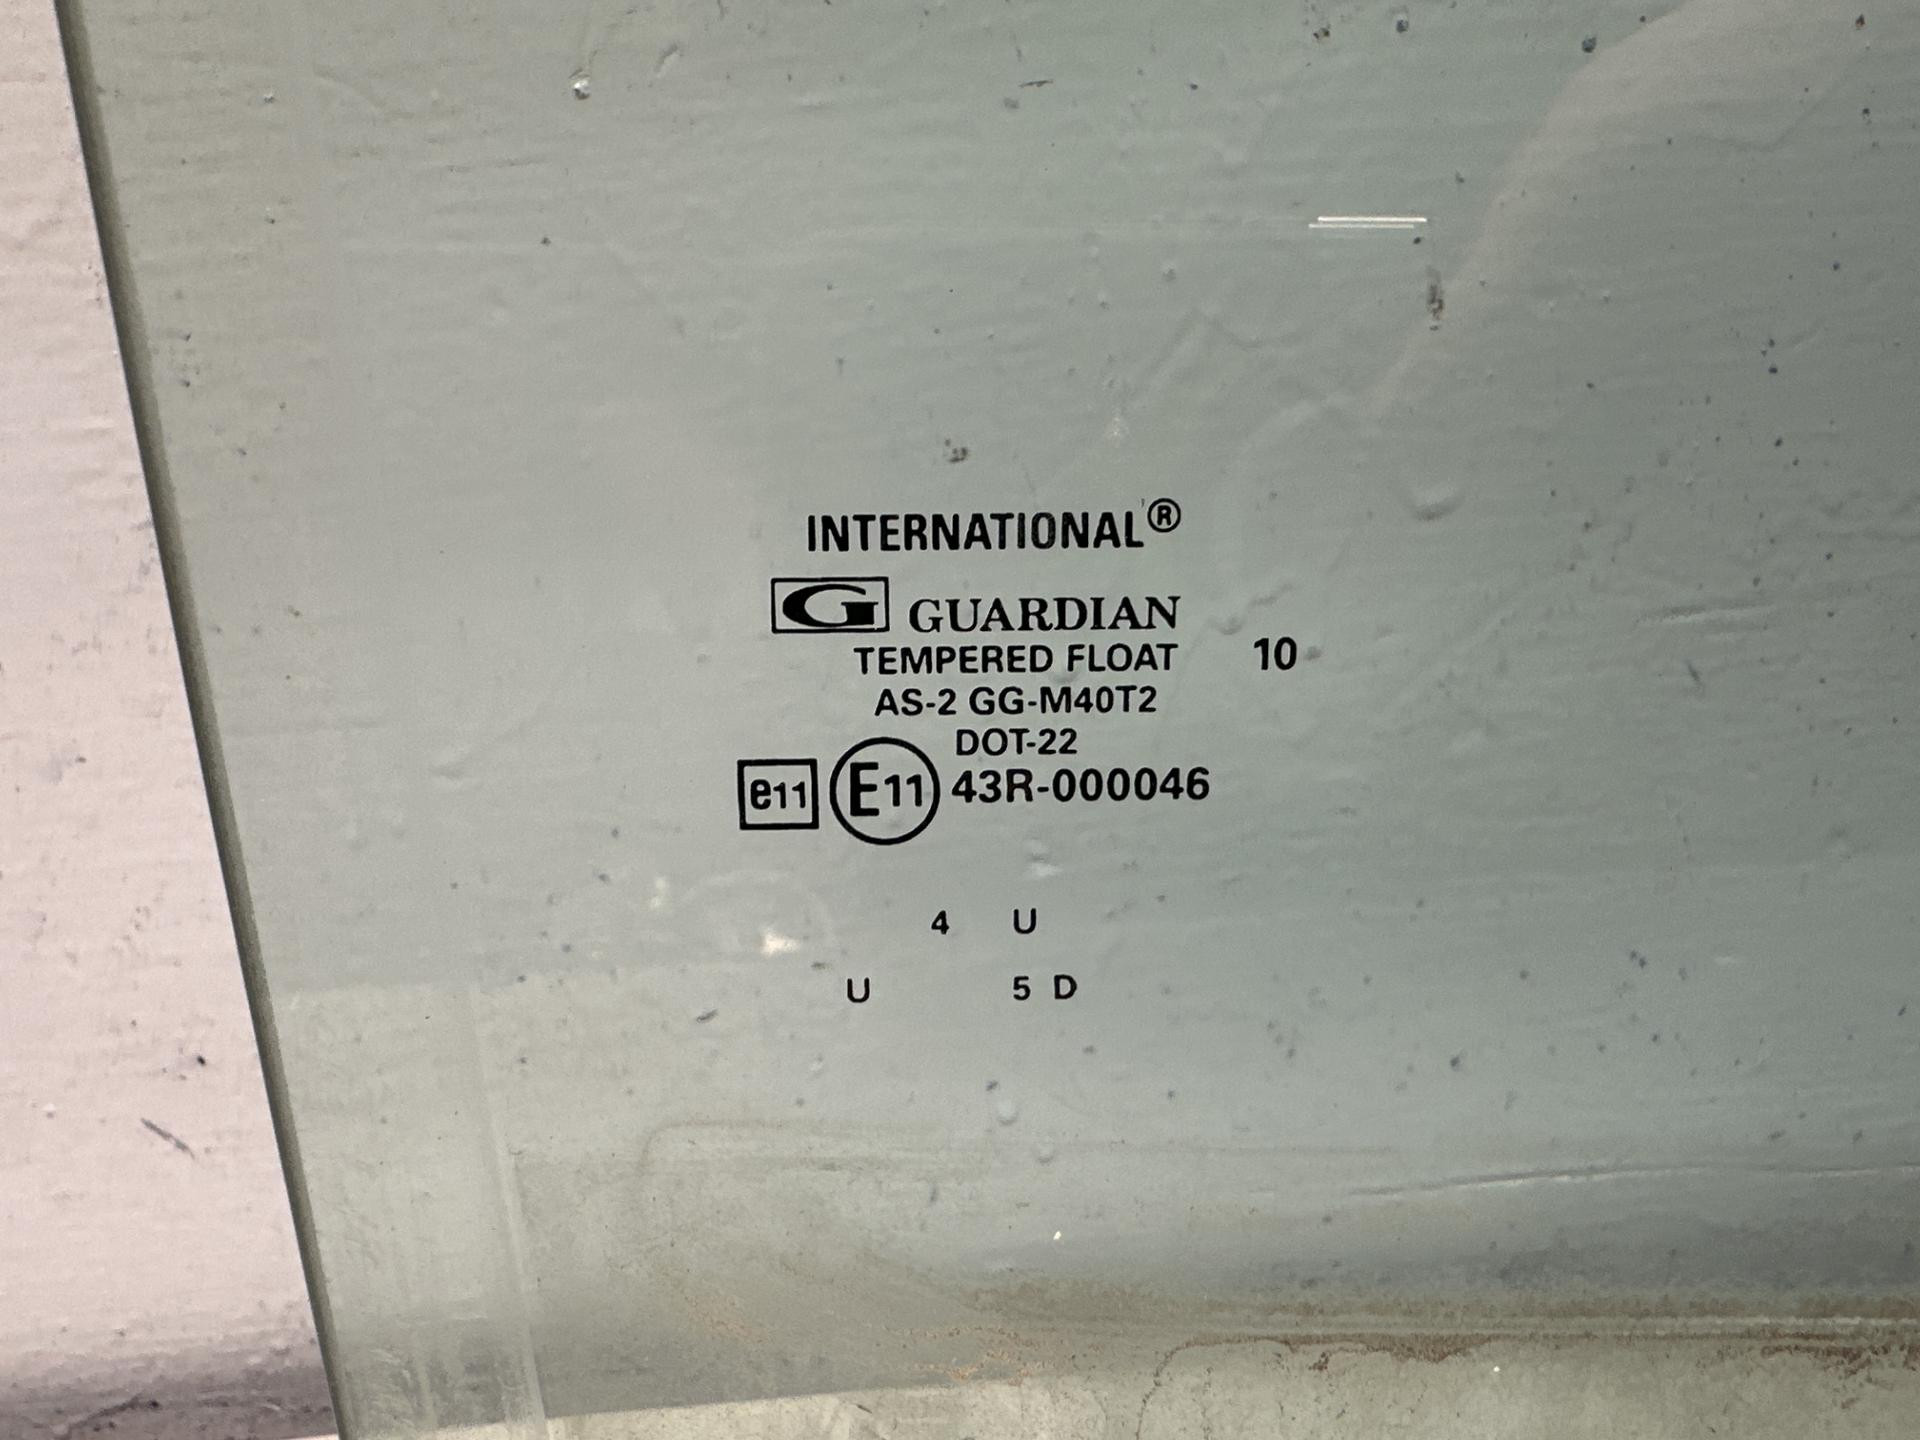 INTERNATIONAL®
G GUARDIAN
TEMPERED FLOAT 10
AS-2 GG-M40T2
DOT-22
e11 E11 43R-000046
4 U
U 5 D